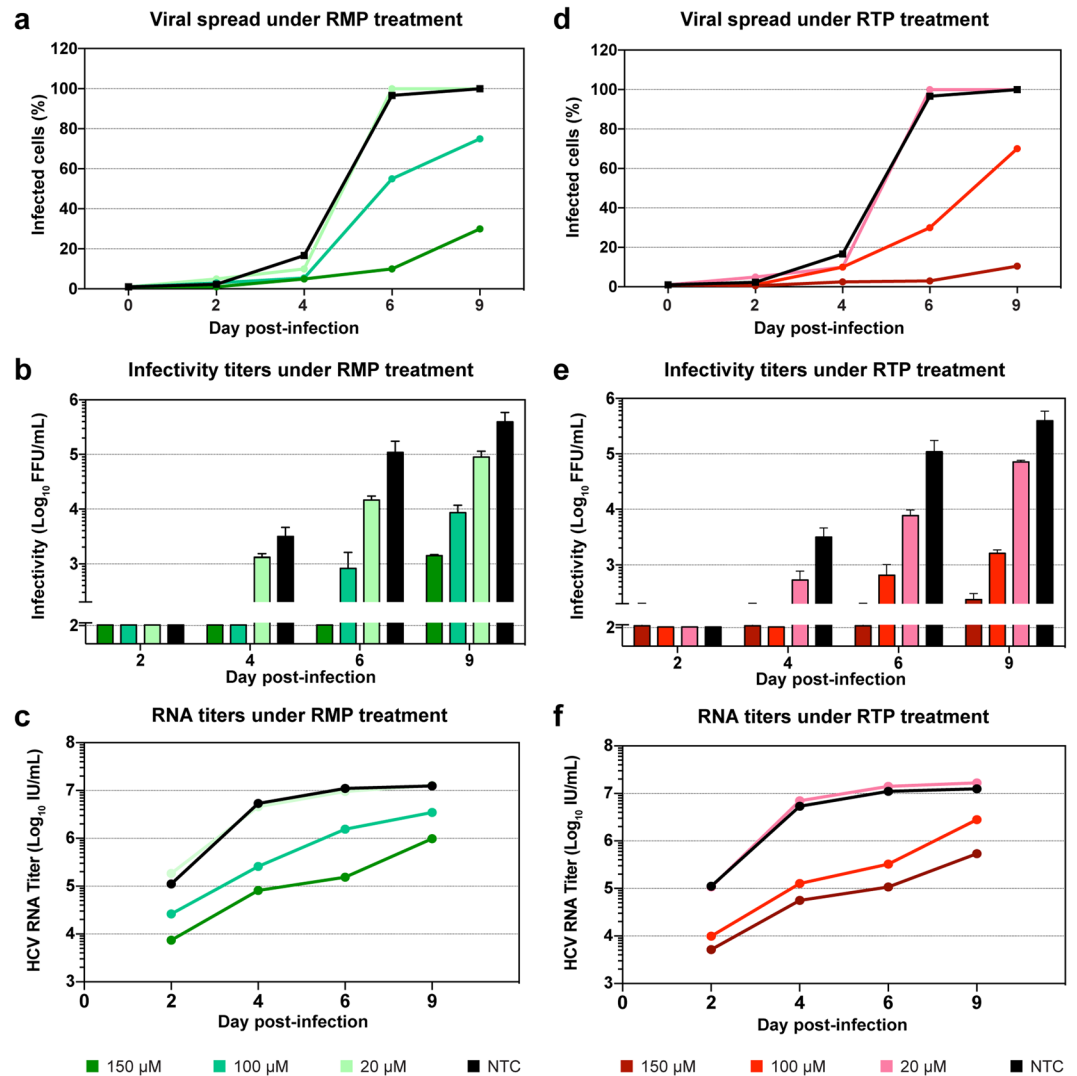 a Viral spread under RMP treatment
120
100
80
60
40
20
0
Infected cells (%)
0 2 4 6 9
Day post-infection
b Infectivity titers under RMP treatment
6
5
4
3
2
Infectivity (Log10 FFU/mL)
2 4 6 9
Day post-infection
c RNA titers under RMP treatment
8
7
6
5
4
3
HCV RNA Titer (Log10 IU/mL)
0 2 4 6 9
Day post-infection
150 µM 100 µM 20 µM NTC
d Viral spread under RTP treatment
120
100
80
60
40
20
0
Infected cells (%)
0 2 4 6 9
Day post-infection
e Infectivity titers under RTP treatment
6
5
4
3
2
Infectivity (Log10 FFU/mL)
2 4 6 9
Day post-infection
f RNA titers under RTP treatment
8
7
6
5
4
3
HCV RNA Titer (Log10 IU/mL)
0 2 4 6 9
Day post-infection
150 µM 100 µM 20 µM NTC